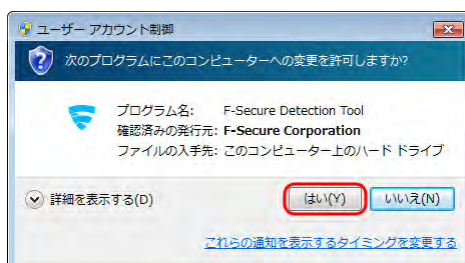 ユーザー アカウント制御
次のプログラムにこのコンピューターへの変更を許可しますか?
プログラム名: F-Secure Detection Tool
確認済みの発行元: F-Secure Corporation
ファイルの入手先: このコンピューター上のハード ドライブ
詳細を表示する(D) はい(Y) いいえ(N)
これらの通知を表示するタイミングを変更する